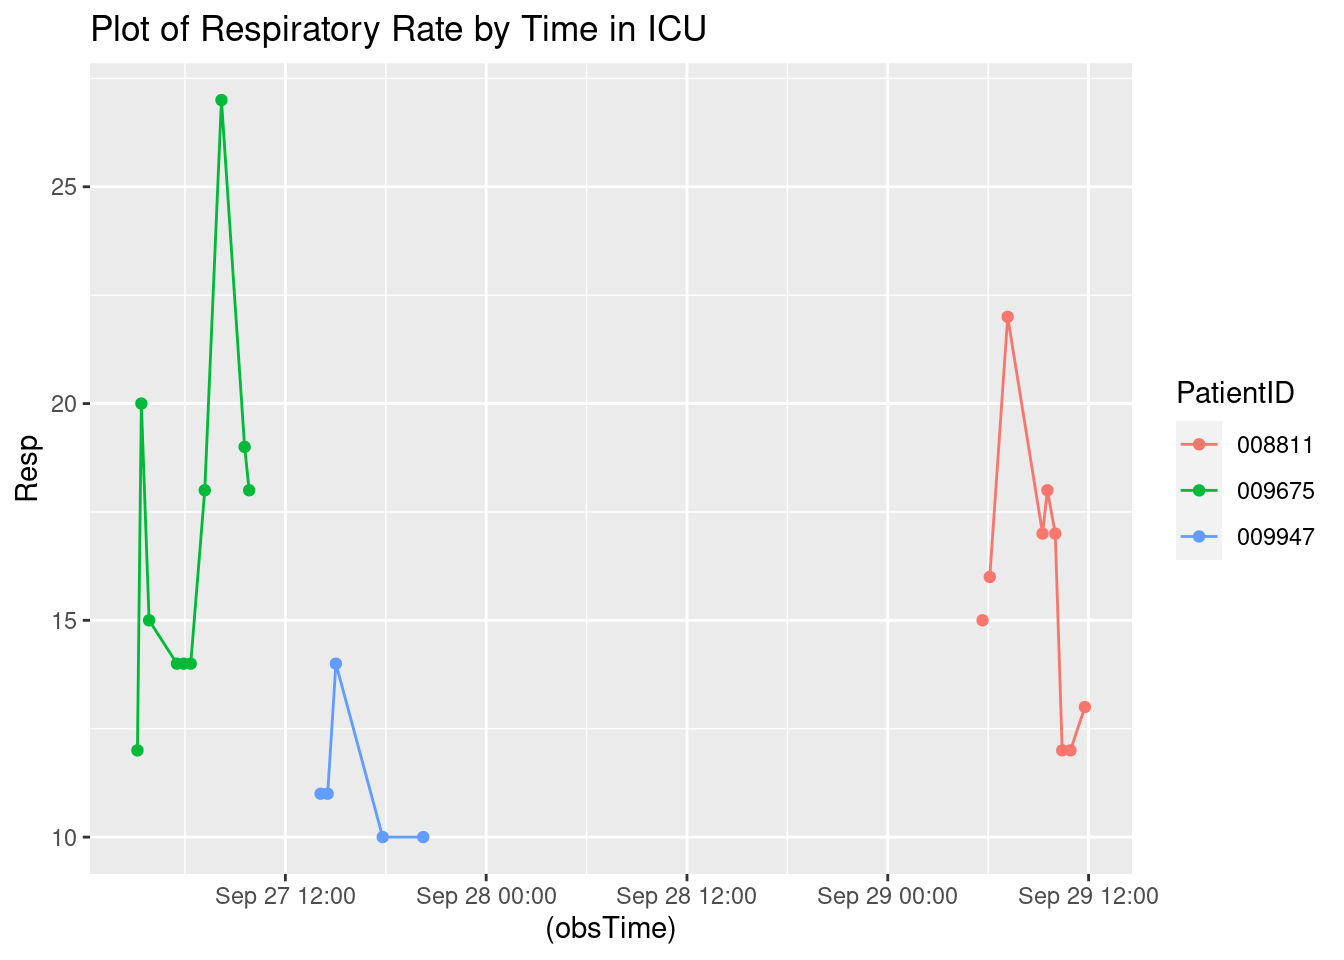 Plot of Respiratory Rate by Time in ICU
25
20
15
10
Resp
Sep 27 12:00
Sep 28 00:00
Sep 28 12:00
Sep 29 00:00
Sep 29 12:00
(obsTime)
PatientID
008811
009675
009947